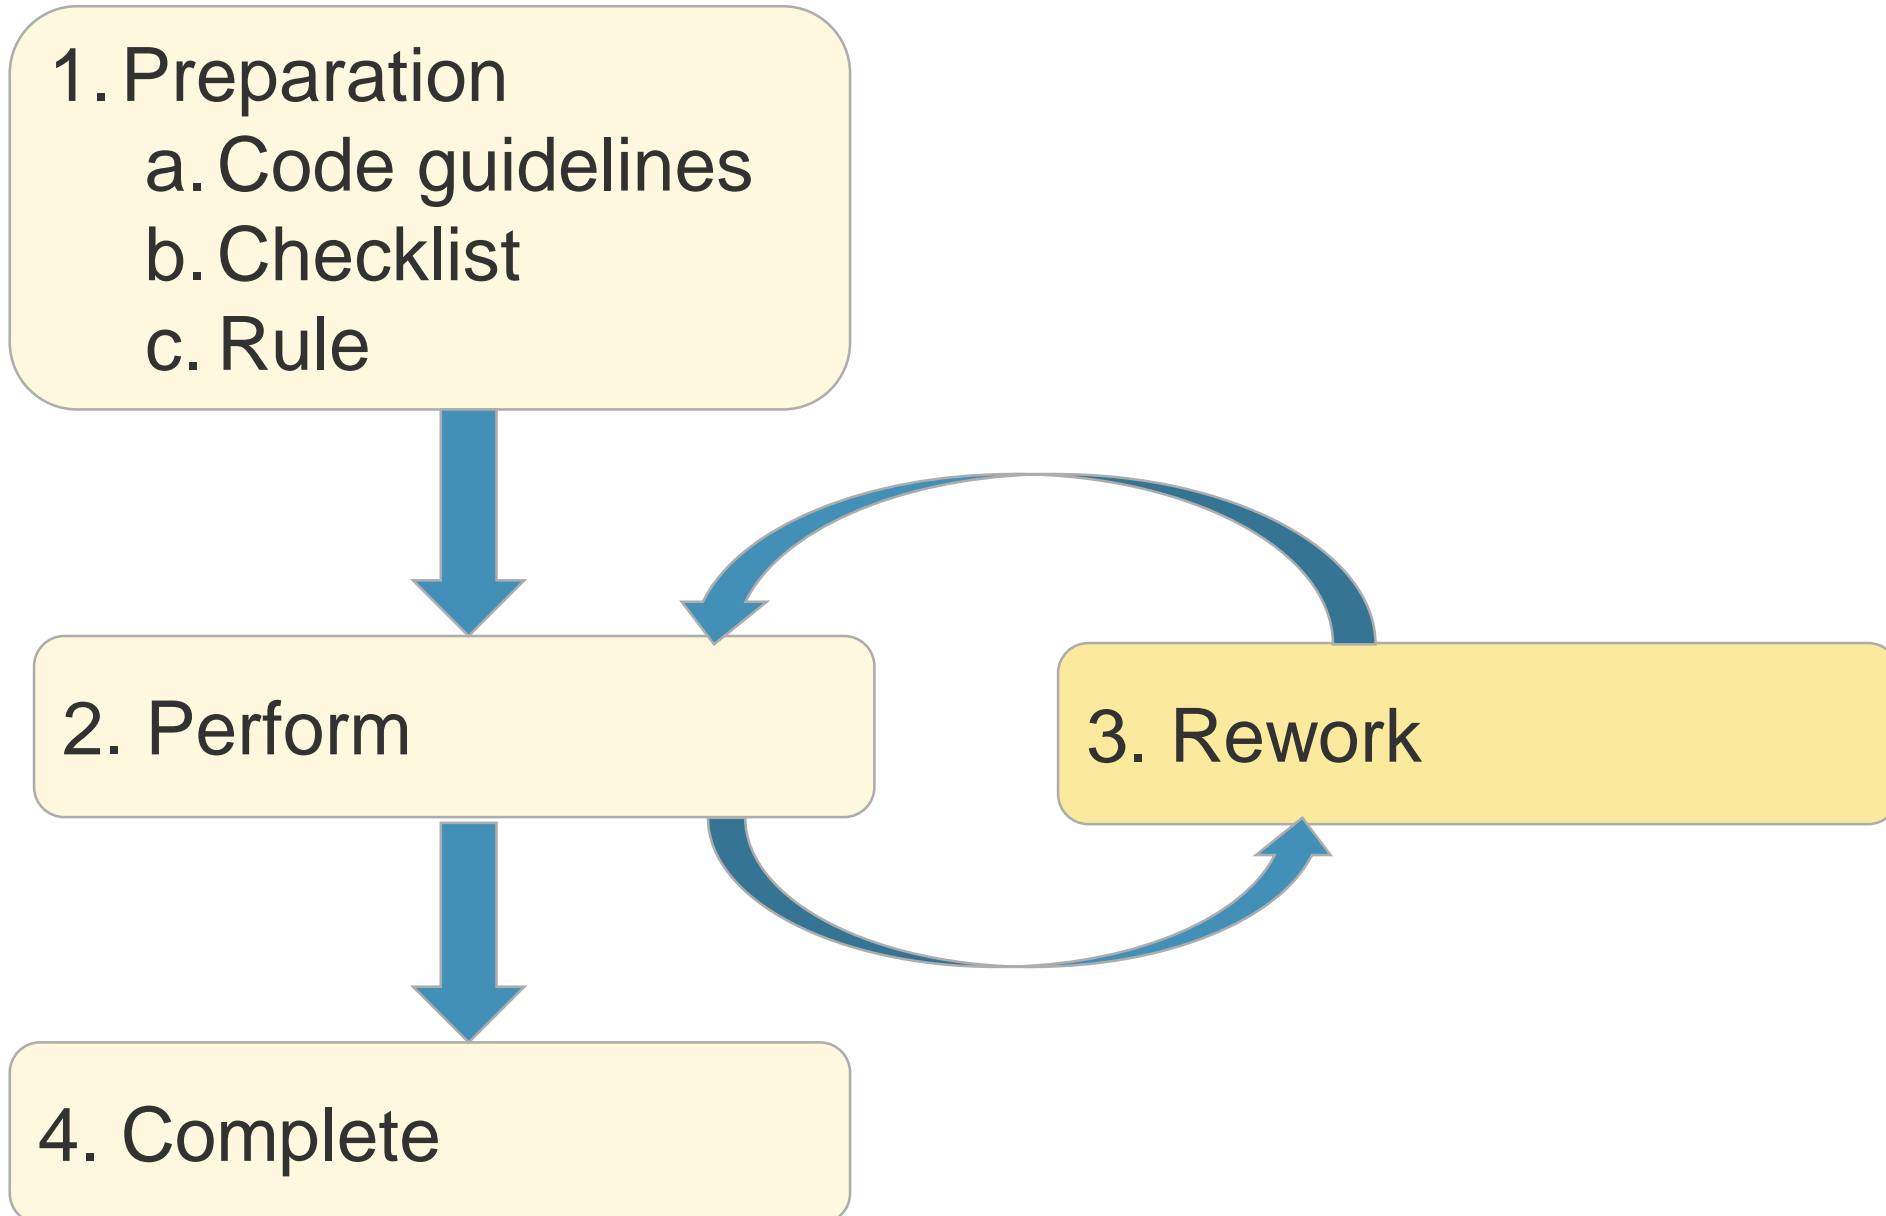 1. Preparation
a. Code guidelines
b. Checklist
c. Rule
2. Perform
3. Rework
4. Complete